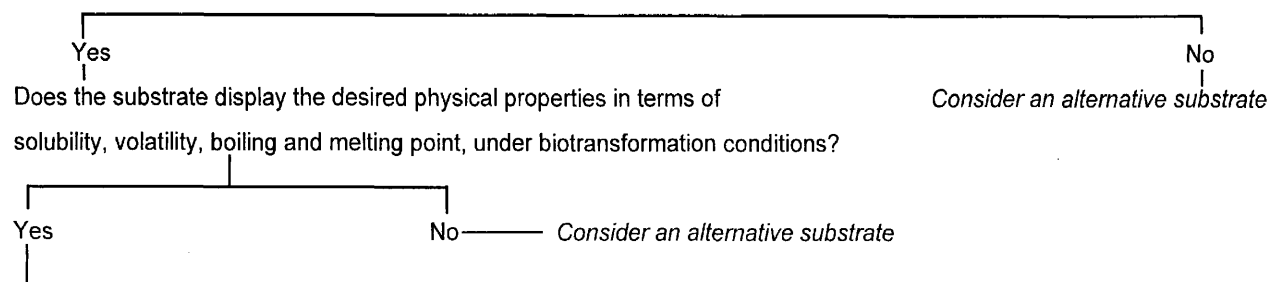 Yes No
Does the substrate display the desired physical properties in terms of
Consider an alternative substrate
solubility, volatility, boiling and melting point, under biotransformation conditions?
Yes
No Consider an alternative substrate